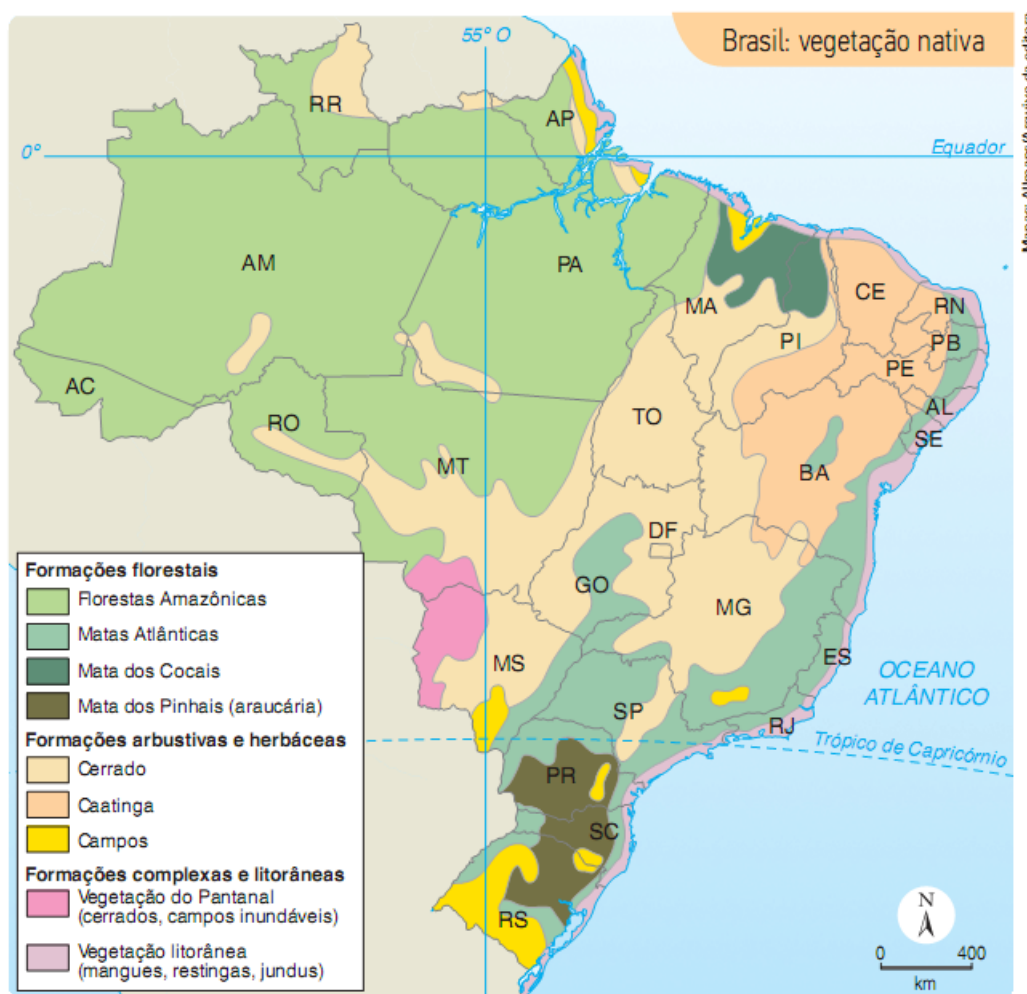 Brasil: vegetação nativa
55º O
0º
Equador
RR
AP
AM
PA
MA
CE
RN
PB
PI
PE
AC
AL
TO
SE
RO
BA
MT
DF
GO
MG
MS
ES
SP
RJ
PR
SC
RS
OCEANO
ATLÂNTICO
Trópico de Capricórnio
Formações florestais
Florestas Amazônicas
Matas Atlânticas
Mata dos Cocais
Mata dos Pinhais (araucária)
Formações arbustivas e herbáceas
Cerrado
Caatinga
Campos
Formações complexas e litorâneas
Vegetação do Pantanal
(cerrados, campos inundáveis)
Vegetação litorânea
(mangues, restingas, jundus)
N
0 400
km